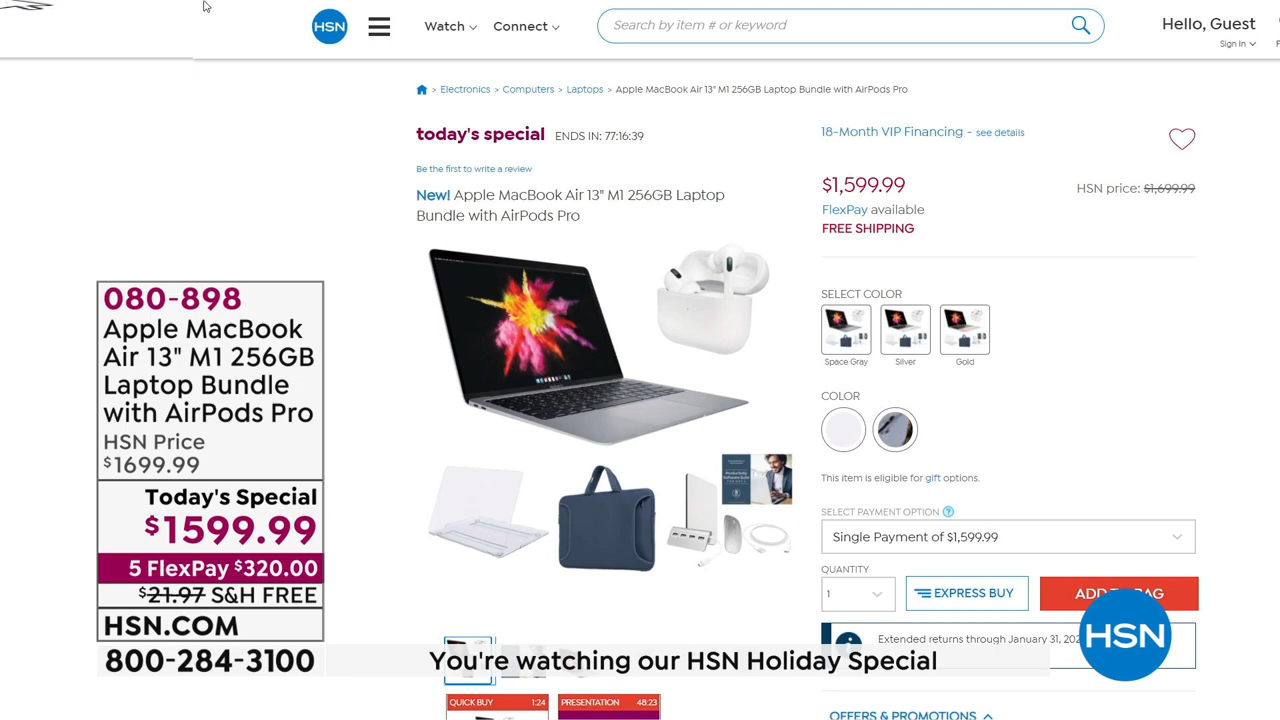 HSN
Watch
Connect
Search by item # or keyword
Hello, Guest
Sign In
Electronics > Computers > Laptops > Apple MacBook Air 13" M1 256GB Laptop Bundle with AirPods Pro
today's special ENDS IN: 77:16:39
Be the first to write a review
New! Apple MacBook Air 13" M1 256GB Laptop
Bundle with AirPods Pro
18-Month VIP Financing - see details
$1,599.99
HSN price: $1,699.99
FlexPay available
FREE SHIPPING
SELECT COLOR
Space Gray
Silver
Gold
COLOR
This item is eligible for gift options.
SELECT PAYMENT OPTION ?
Single Payment of $1,599.99
QUANTITY
1
EXPRESS BUY
ADD TO BAG
Extended returns through January 31,
HSN
OFFERS & PROMOTIONS
080-898
Apple MacBook
Air 13" M1 256GB
Laptop Bundle
with AirPods Pro
HSN Price
$1699.99
Today's Special
$1599.99
5 FlexPay $320.00
$21.97 S&H FREE
HSN.COM
800-284-3100
You're watching our HSN Holiday Special
QUICK BUY 1:24
PRESENTATION 48:23